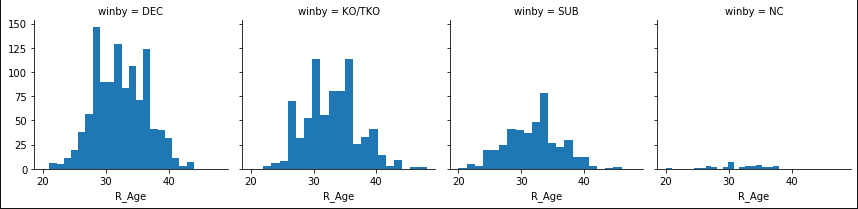 winby = DEC
winby = KO/TKO
winby = SUB
winby = NC
150
125
100
75
50
25
0
20 30 40
20 30 40
20 30 40
20 30 40
R_Age
R_Age
R_Age
R_Age